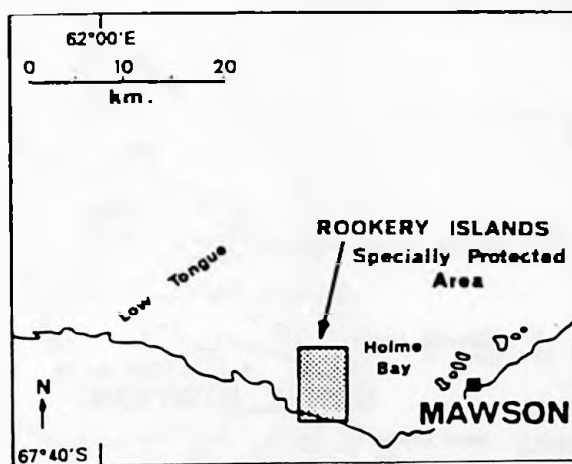 62°00'E
0 10 20
km.
ROOKERY ISLANDS
Specially Protected
Area
Low Tongue
Holme
Bay
N
MAWSON
67°40'S